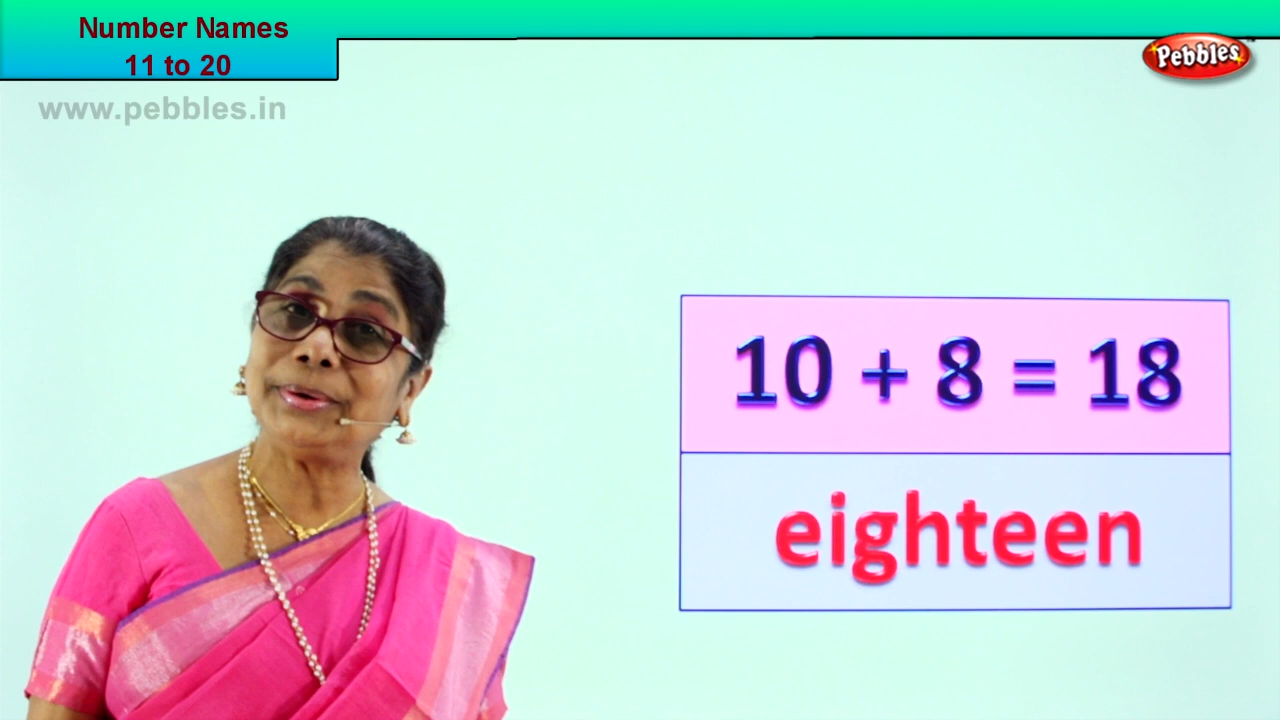 Number Names
11 to 20
Pebbles
www.pebbles.in
10 + 8 = 18
eighteen